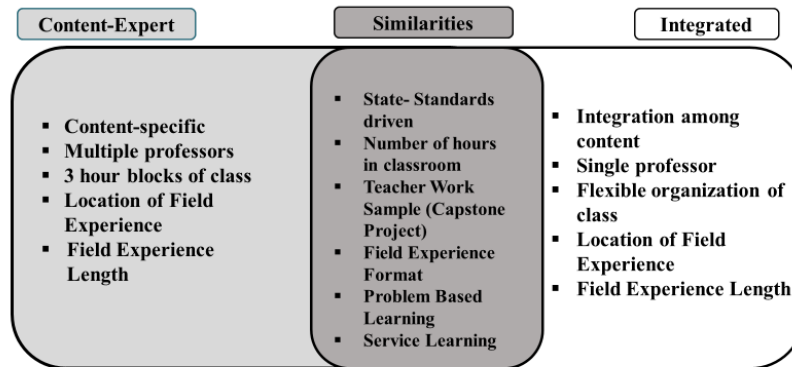 Content-Expert
Similarities
Integrated
▪ Content-specific
▪ Multiple professors
▪ 3 hour blocks of class
▪ Location of Field
Experience
▪ Field Experience
Length
▪ State- Standards
driven
▪ Number of hours
in classroom
▪ Teacher Work
Sample (Capstone
Project)
▪ Field Experience
Format
▪ Problem Based
Learning
▪ Service Learning
▪ Integration among
content
▪ Single professor
▪ Flexible organization of
class
▪ Location of Field
Experience
▪ Field Experience Length